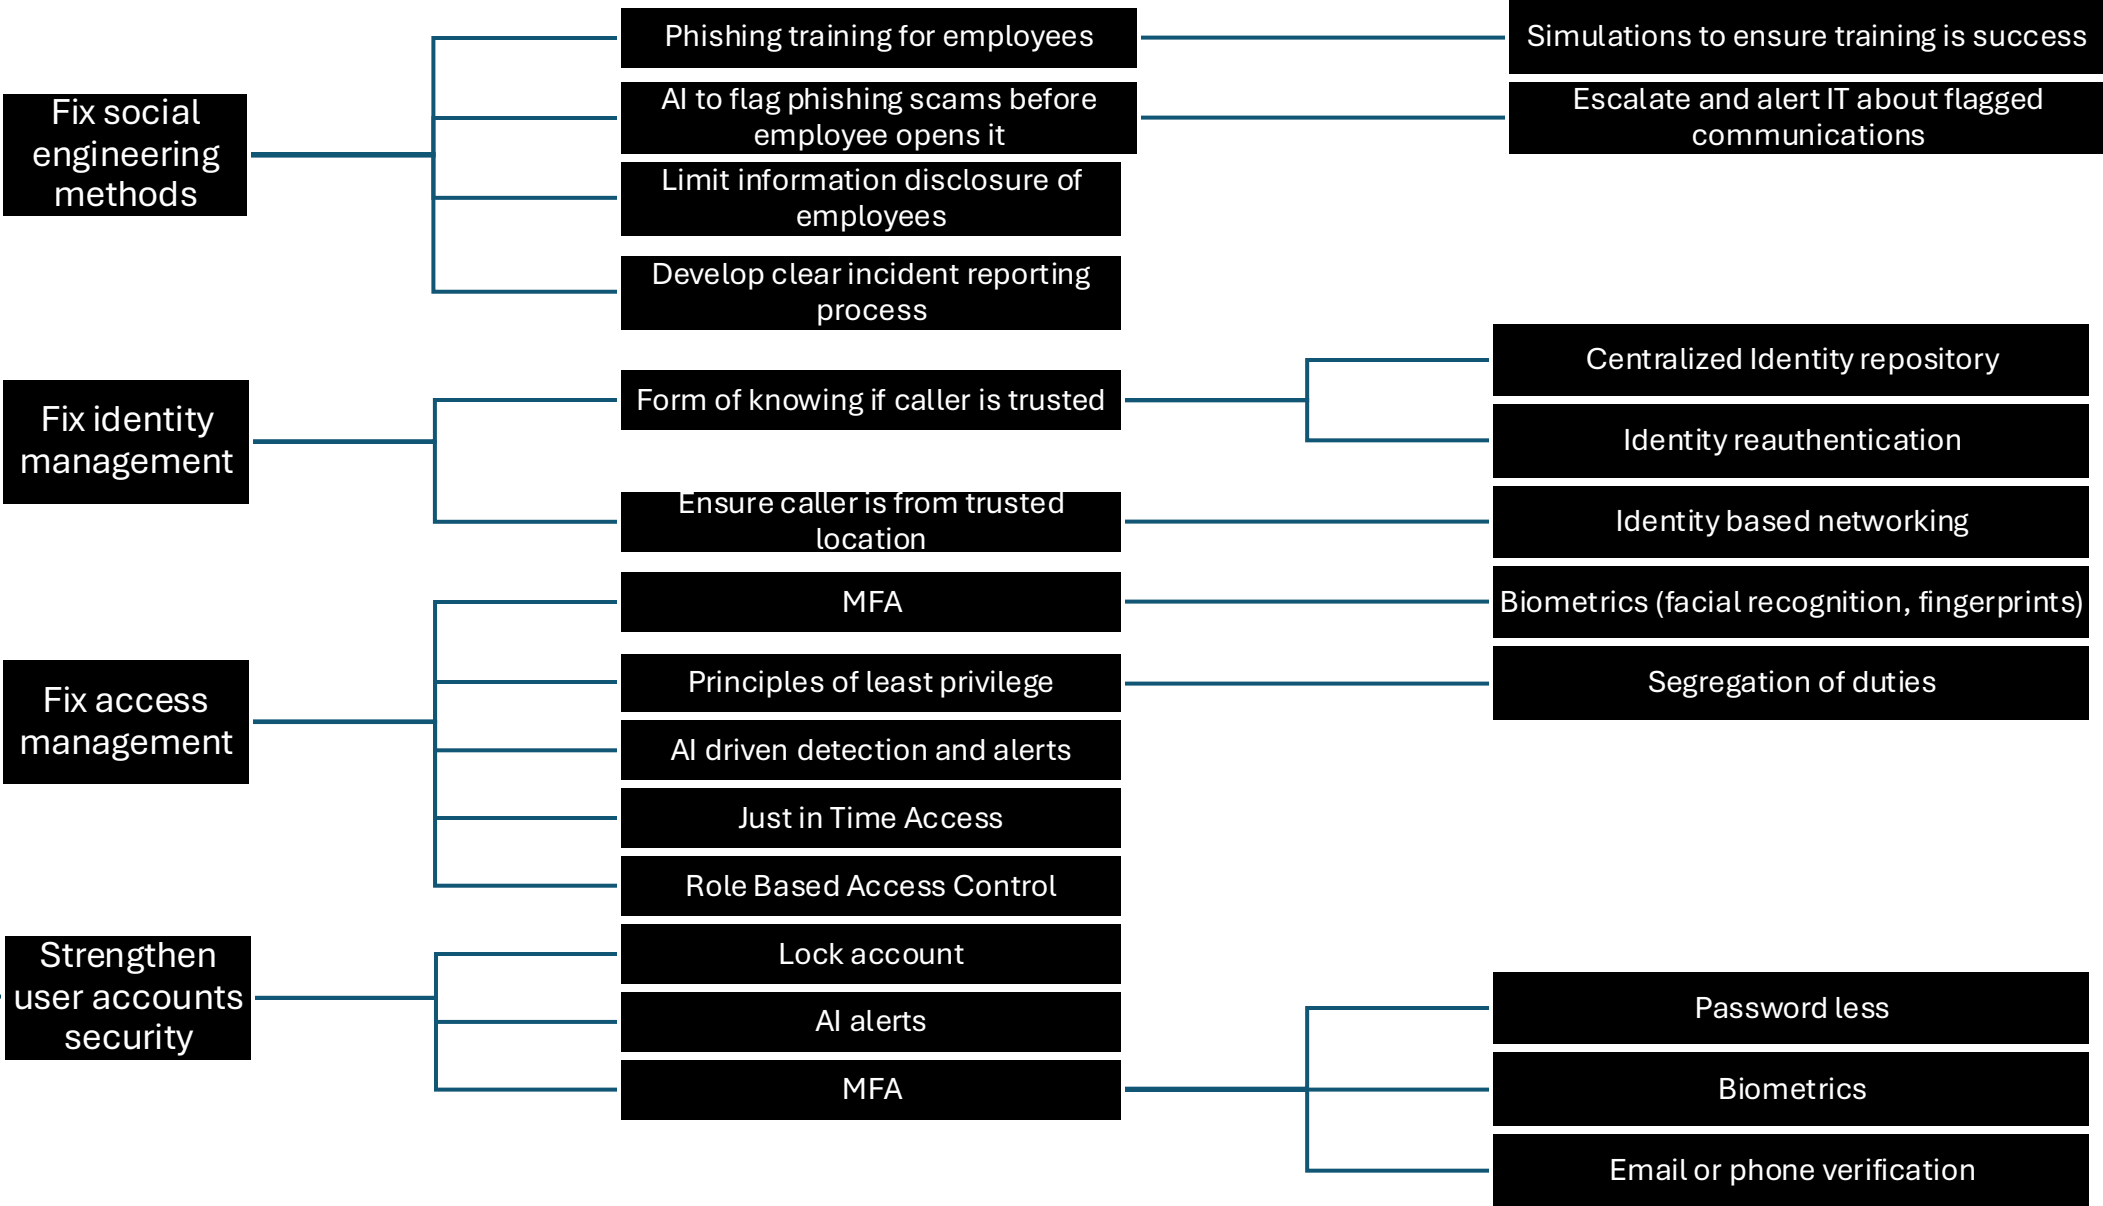 Fix social
engineering
methods
Phishing training for employees
Simulations to ensure training is success
AI to flag phishing scams before
employee opens it
Escalate and alert IT about flagged
communications
Limit information disclosure of
employees
Develop clear incident reporting
process
Fix identity
management
Form of knowing if caller is trusted
Centralized Identity repository
Identity reauthentication
Ensure caller is from trusted
location
Identity based networking
Fix access
management
MFA
Biometrics (facial recognition, fingerprints)
Principles of least privilege
Segregation of duties
AI driven detection and alerts
Just in Time Access
Role Based Access Control
Strengthen
user accounts
security
Lock account
AI alerts
MFA
Password less
Biometrics
Email or phone verification